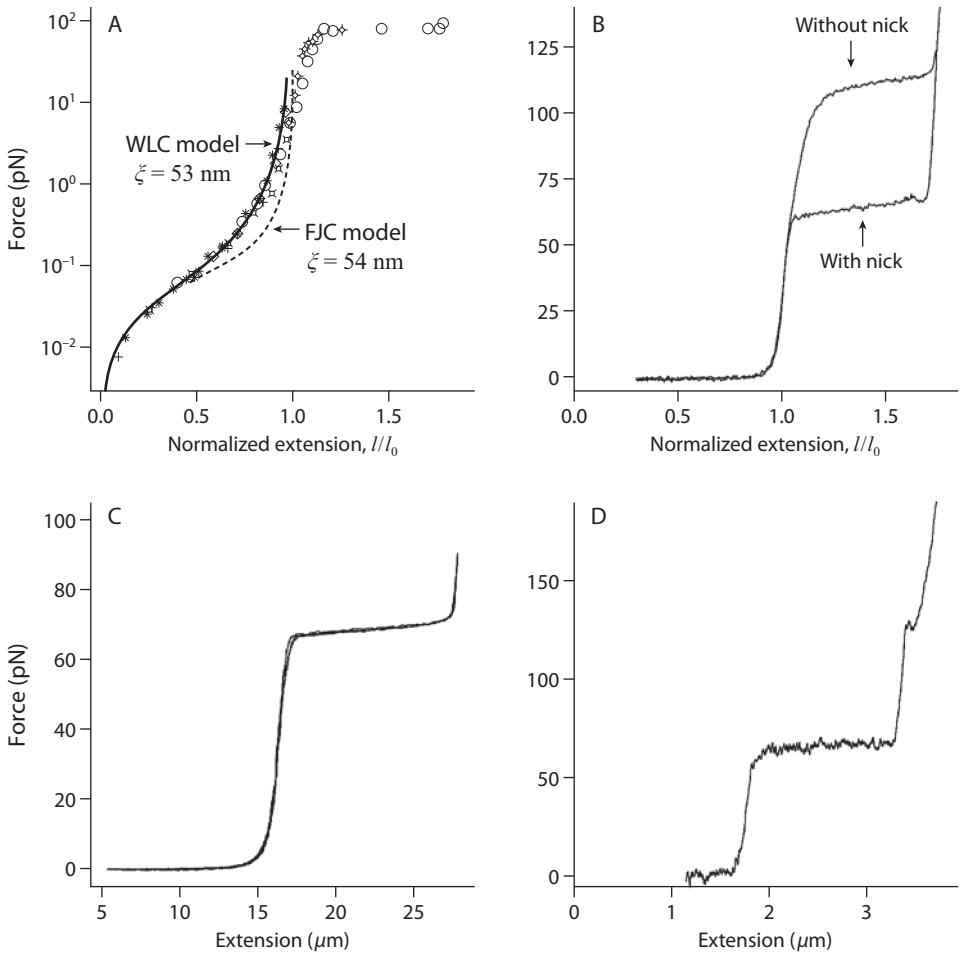 A
Force (pN)
10²
10¹
10⁰
10⁻¹
10⁻²
WLC model
ξ = 53 nm
FJC model
ξ = 54 nm
0.0 0.5 1.0 1.5
Normalized extension, l/l₀
B
125
100
75
50
25
0
Without nick
With nick
0.0 0.5 1.0 1.5
Normalized extension, l/l₀
C
Force (pN)
100
80
60
40
20
0
5 10 15 20 25
Extension (μm)
D
150
100
50
0
0 1 2 3
Extension (μm)